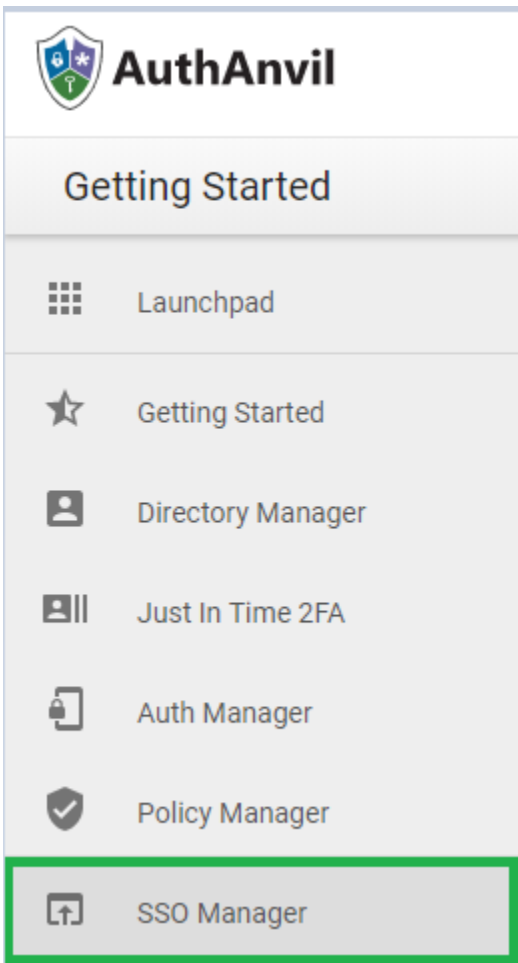 AuthAnvil
Getting Started
Launchpad
Getting Started
Directory Manager
Just In Time 2FA
Auth Manager
Policy Manager
SSO Manager